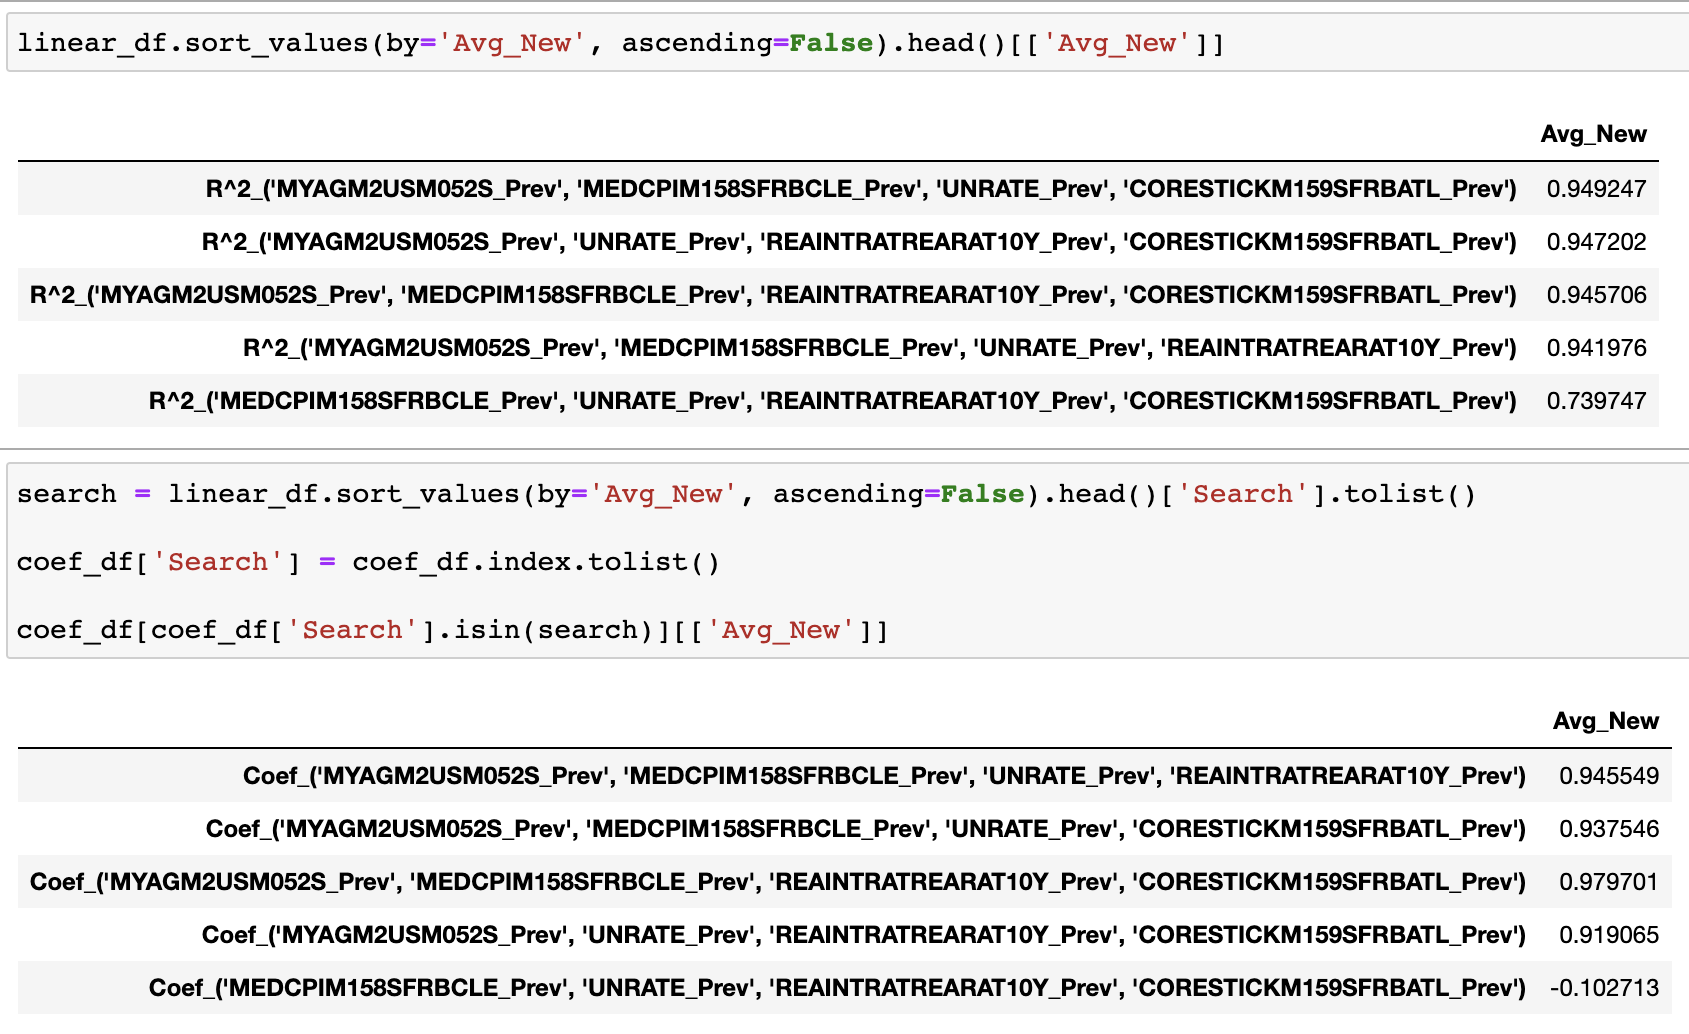 linear_df.sort_values(by='Avg_New', ascending=False).head()[['Avg_New']]
Avg_New
R^2_('MYAGM2USM052S_Prev', 'MEDCPIM158SFRBCLE_Prev', 'UNRATE_Prev', 'CORESTICKM159SFRBATL_Prev') 0.949247
R^2_('MYAGM2USM052S_Prev', 'UNRATE_Prev', 'REAINTRATREARAT10Y_Prev', 'CORESTICKM159SFRBATL_Prev') 0.947202
R^2_('MYAGM2USM052S_Prev', 'MEDCPIM158SFRBCLE_Prev', 'REAINTRATREARAT10Y_Prev', 'CORESTICKM159SFRBATL_Prev') 0.945706
R^2_('MYAGM2USM052S_Prev', 'MEDCPIM158SFRBCLE_Prev', 'UNRATE_Prev', 'REAINTRATREARAT10Y_Prev') 0.941976
R^2_('MEDCPIM158SFRBCLE_Prev', 'UNRATE_Prev', 'REAINTRATREARAT10Y_Prev', 'CORESTICKM159SFRBATL_Prev') 0.739747
search = linear_df.sort_values(by='Avg_New', ascending=False).head()['Search'].tolist()
coef_df['Search'] = coef_df.index.tolist()
coef_df[coef_df['Search'].isin(search)][['Avg_New']]
Avg_New
Coef_('MYAGM2USM052S_Prev', 'MEDCPIM158SFRBCLE_Prev', 'UNRATE_Prev', 'REAINTRATREARAT10Y_Prev') 0.945549
Coef_('MYAGM2USM052S_Prev', 'MEDCPIM158SFRBCLE_Prev', 'UNRATE_Prev', 'CORESTICKM159SFRBATL_Prev') 0.937546
Coef_('MYAGM2USM052S_Prev', 'MEDCPIM158SFRBCLE_Prev', 'REAINTRATREARAT10Y_Prev', 'CORESTICKM159SFRBATL_Prev') 0.979701
Coef_('MYAGM2USM052S_Prev', 'UNRATE_Prev', 'REAINTRATREARAT10Y_Prev', 'CORESTICKM159SFRBATL_Prev') 0.919065
Coef_('MEDCPIM158SFRBCLE_Prev', 'UNRATE_Prev', 'REAINTRATREARAT10Y_Prev', 'CORESTICKM159SFRBATL_Prev') -0.102713